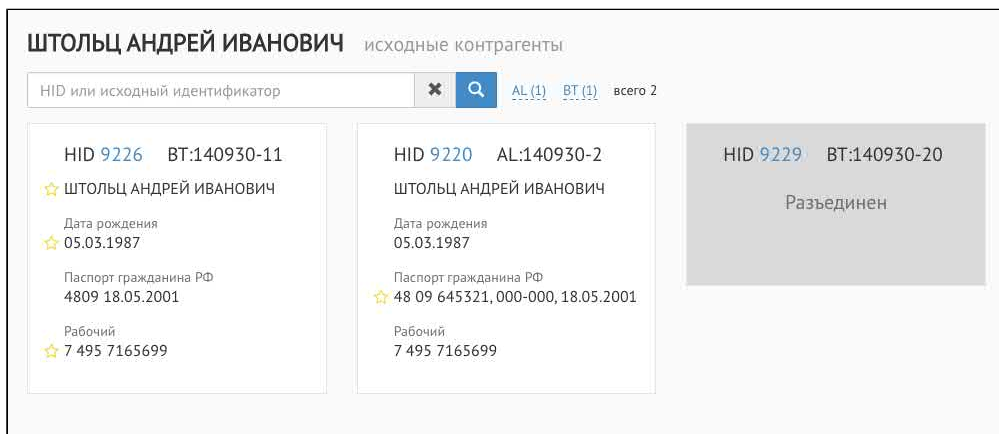 ШТОЛЬЦ АНДРЕЙ ИВАНОВИЧ исходные контрагенты
HID или исходный идентификатор AL (1) BT (1) всего 2
HID 9226 BT:140930-11
ШТОЛЬЦ АНДРЕЙ ИВАНОВИЧ
Дата рождения
05.03.1987
Паспорт гражданина РФ
4809 18.05.2001
Рабочий
7 495 7165699
HID 9220 AL:140930-2
ШТОЛЬЦ АНДРЕЙ ИВАНОВИЧ
Дата рождения
05.03.1987
Паспорт гражданина РФ
48 09 645321, 000-000, 18.05.2001
Рабочий
7 495 7165699
HID 9229 BT:140930-20
Разъединен